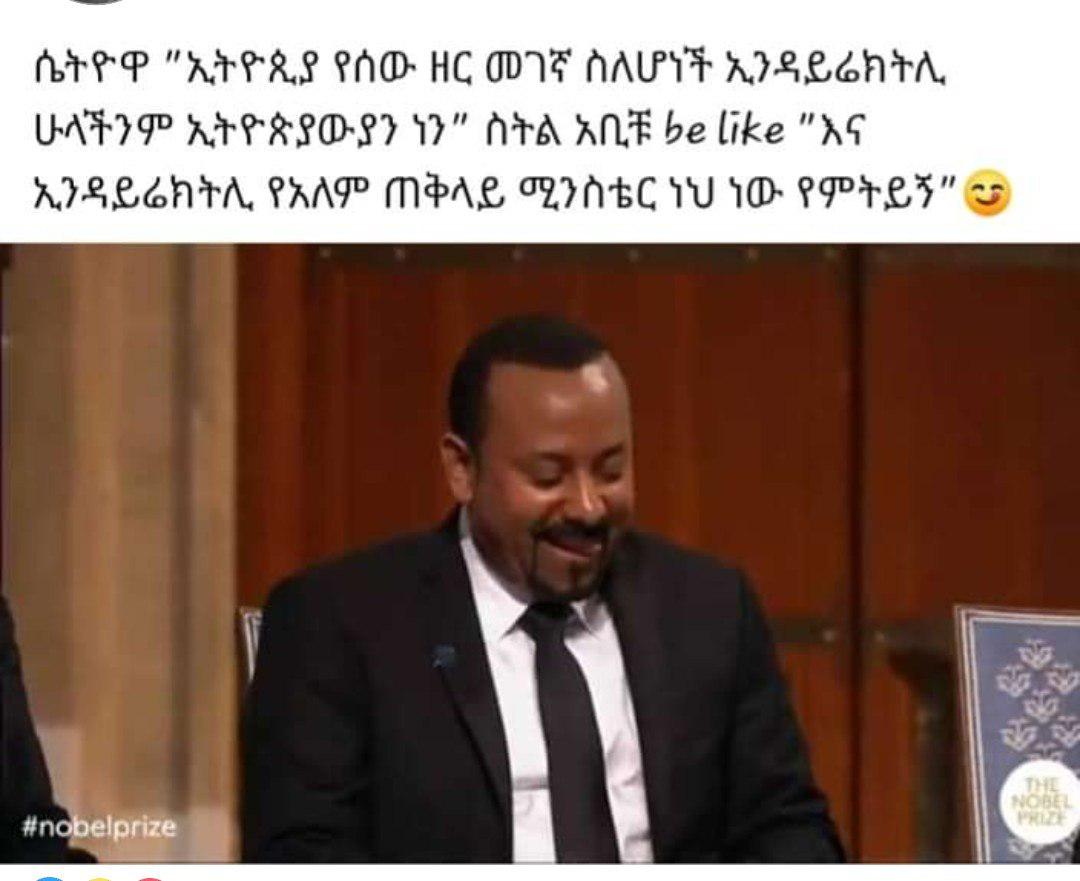 ሴትዮዋ "ኢትዮጲያ የሰው ዘር መገኛ ስለሆነች ኢንዳይሬክትሊ
ሁላችንም ኢትዮጵያውያን ነን" ስትል አቢቹ be like "እና
ኢንዳይሬክትሊ የአለም ጠቅላይ ሚንስቴር ነህ ነው የምትይኝ"😊
#nobelprize
THE
NOBEL
PRIZE